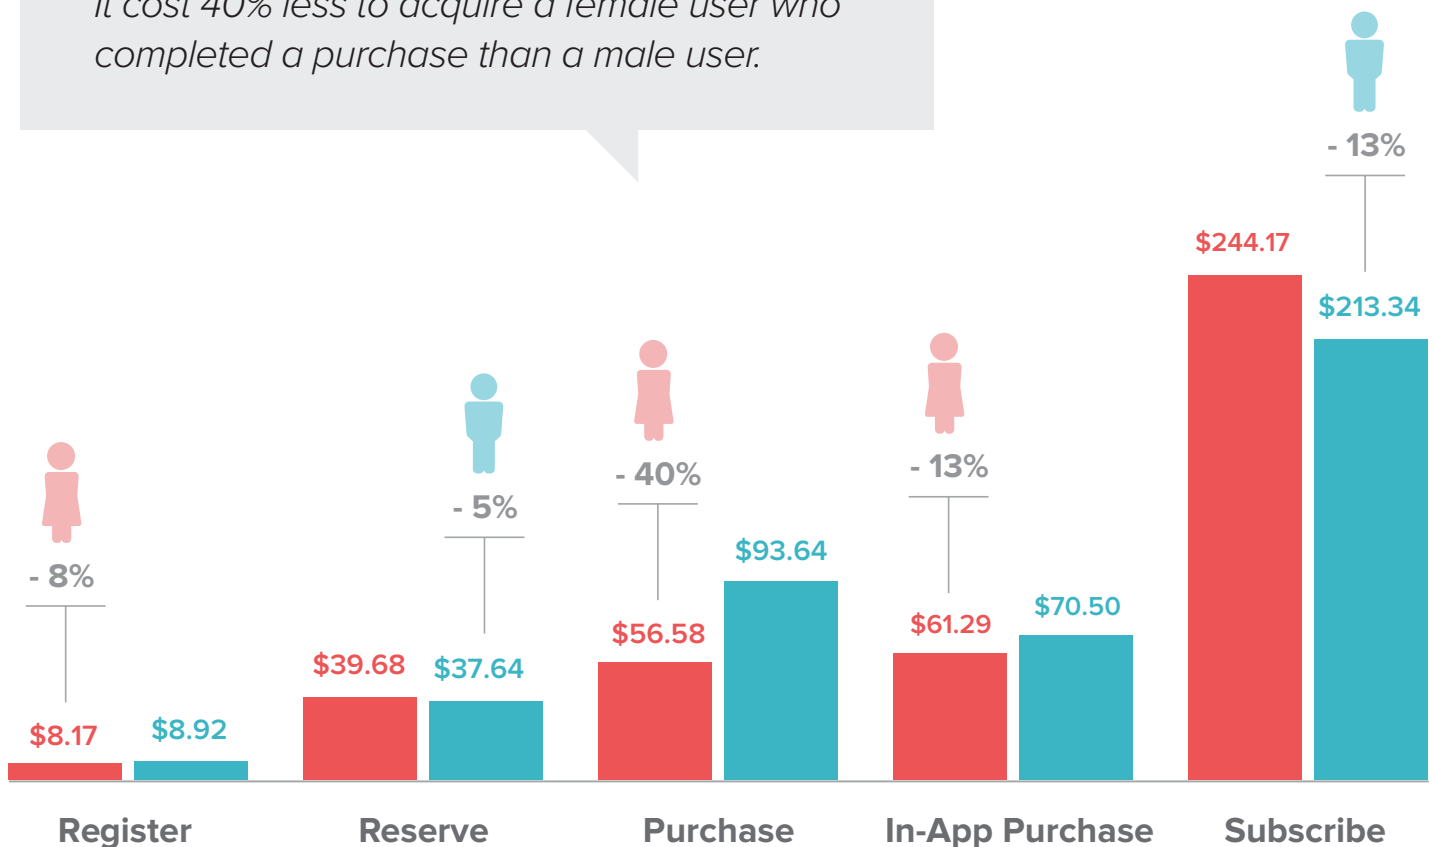 it cost 40% less to acquire a female user who
completed a purchase than a male user.
- 13%
$244.17
$213.34
- 40%
- 13%
- 5%
$93.64
- 8%
$70.50
$56.58
$61.29
$39.68
$37.64
$8.17
$8.92
Register
Reserve
Purchase
In-App Purchase
Subscribe